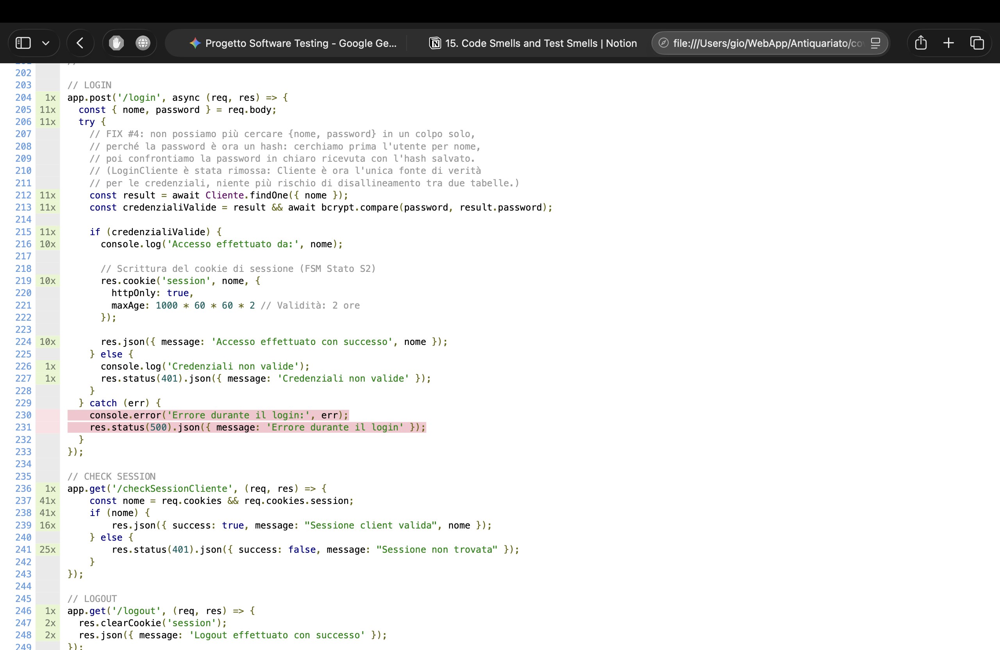 Progetto Software Testing - Google Ge...
15. Code Smells and Test Smells | Notion
file:///Users/gio/WebApp/Antiquariato/co
202
203 // LOGIN
204 1x app.post('/login', async (req, res) => {
205 11x const { nome, password } = req.body;
206 11x try {
207 // FIX #4: non possiamo più cercare {nome, password} in un colpo solo,
208 // perché la password è ora un hash: cerchiamo prima l'utente per nome,
209 // poi confrontiamo la password in chiaro ricevuta con l'hash salvato.
210 // (LoginCliente è stata rimossa: Cliente è ora l'unica fonte di verità
211 // per le credenziali, niente più rischio di disallineamento tra due tabelle.)
212 11x const result = await Cliente.findOne({ nome });
213 11x const credenzialiValide = result && await bcrypt.compare(password, result.password);
214
215 11x if (credenzialiValide) {
216 10x console.log('Accesso effettuato da:', nome);
217
218 // Scrittura del cookie di sessione (FSM Stato S2)
219 10x res.cookie('session', nome, {
220 httpOnly: true,
221 maxAge: 1000 * 60 * 60 * 2 // Validità: 2 ore
222 });
223
224 10x res.json({ message: 'Accesso effettuato con successo', nome });
225 } else {
226 1x console.log('Credenziali non valide');
227 1x res.status(401).json({ message: 'Credenziali non valide' });
228 }
229 } catch (err) {
230 console.error('Errore durante il login:', err);
231 res.status(500).json({ message: 'Errore durante il login' });
232 }
233 });
234
235 // CHECK SESSION
236 1x app.get('/checkSessionCliente', (req, res) => {
237 41x const nome = req.cookies && req.cookies.session;
238 41x if (nome) {
239 16x res.json({ success: true, message: "Sessione client valida", nome });
240 } else {
241 25x res.status(401).json({ success: false, message: "Sessione non trovata" });
242 }
243 });
244
245 // LOGOUT
246 1x app.get('/logout', (req, res) => {
247 2x res.clearCookie('session');
248 2x res.json({ message: 'Logout effettuato con successo' });
249 });